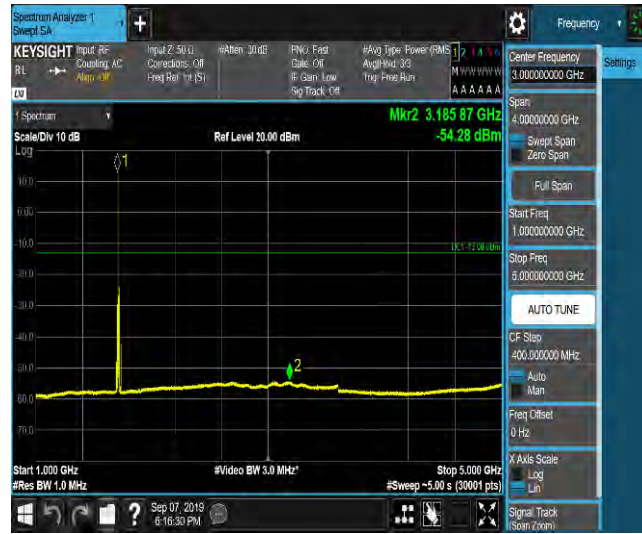 Spectrum Analyzer 1
Swept SA
Frequency
KEYSIGHT Input: RF
Coupling: AC
Align: Off
RL
Input Z: 50 Ω
Corrections: Off
Freq Ref: Int (S)
#Atten: 30 dB
PNO: Fast
Gate: Off
IF Gain: Low
Sig Track: Off
#Avg Type: Power (RMS
Avg|Hold: 3/3
Trig: Free Run
M W W W W W
A A A A A A
LXI
1 Spectrum
Scale/Div 10 dB
Log
Ref Level 20.00 dBm
Mkr2 3.185 87 GHz
-54.28 dBm
1
10.0
0.00
-10.0
DL1 -13.00 dBm
-20.0
-30.0
-40.0
-50.0
2
-60.0
-70.0
Start 1.000 GHz
#Res BW 1.0 MHz
#Video BW 3.0 MHz*
Stop 5.000 GHz
#Sweep ~5.00 s (30001 pts)
Sep 07, 2019
6:16:30 PM
Center Frequency
3.000000000 GHz
Settings
Span
4.00000000 GHz
Swept Span
Zero Span
Full Span
Start Freq
1.000000000 GHz
Stop Freq
5.000000000 GHz
AUTO TUNE
CF Step
400.000000 MHz
Auto
Man
Freq Offset
0 Hz
X Axis Scale
Log
Lin
Signal Track
(Span Zoom)